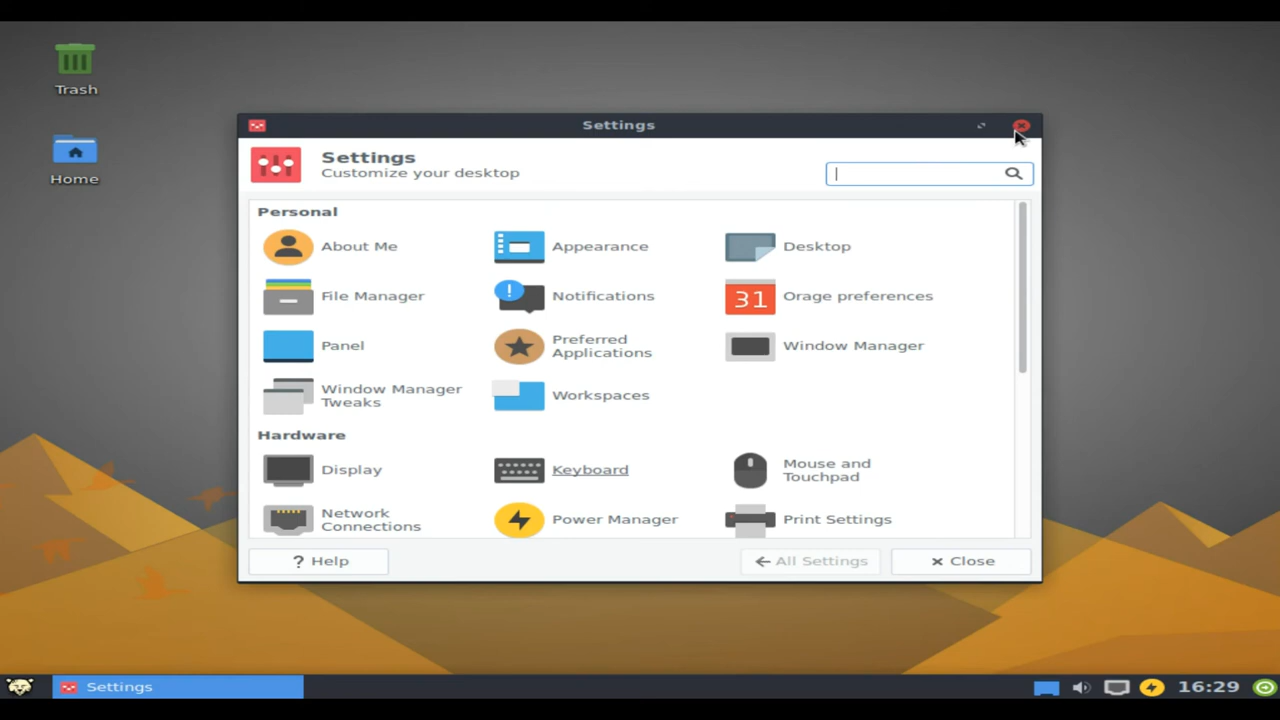 Trash
Home
Settings
Settings
Customize your desktop
Personal
About Me
Appearance
Desktop
File Manager
Notifications
31
Orage preferences
Panel
Preferred
Applications
Window Manager
Window Manager
Tweaks
Workspaces
Hardware
Display
Keyboard
Mouse and
Touchpad
Network
Connections
Power Manager
Print Settings
? Help
All Settings
Close
Settings
16:29